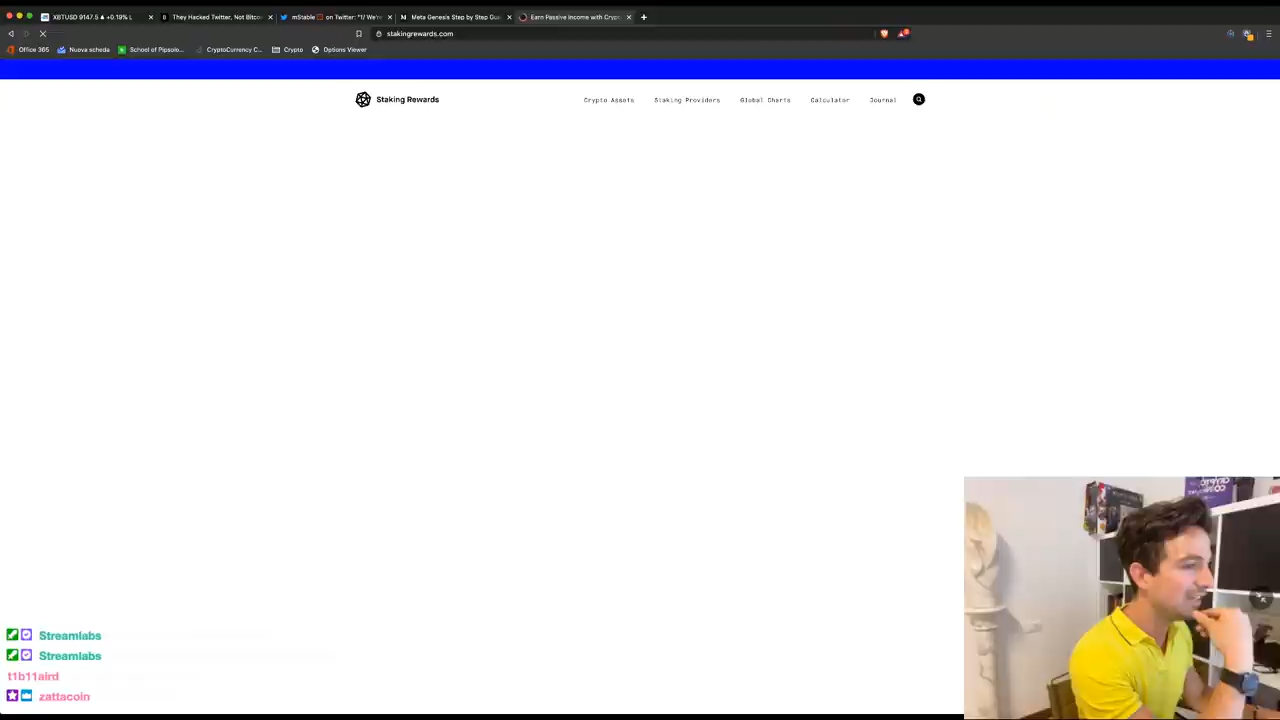 XBTUSD 9147.5 ▲ +0.19% L
They Hacked Twitter, Not Bitcoi
mStable on Twitter: "1/ We're
Meta Genesis Step by Step Gui
Earn Passive Income with Crypt
stakingrewards.com
Office 365
Nuova scheda
School of Pipsolo...
CryptoCurrency C...
Crypto
Options Viewer
Staking Rewards
Crypto Assets
Staking Providers
Global Charts
Calculator
Journal
Streamlabs
Streamlabs
t1b11aird
zattacoin